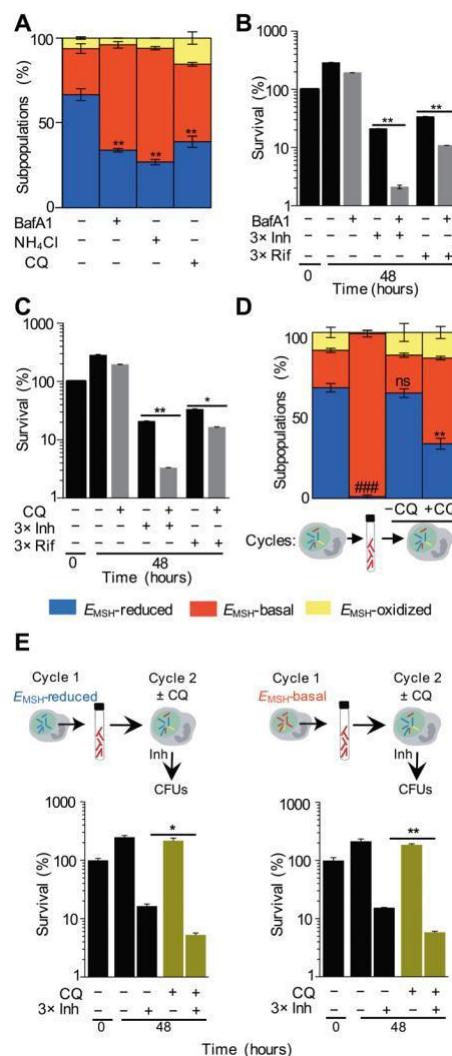 A
Subpopulations (%)
100
50
0
** ** **
BafA1 – + – –
NH₄Cl – – + –
CQ – – – +
B
Survival (%)
1000
100
10
1
** **
BafA1 – – + – + – +
3× Inh – – – + + – –
3× Rif – – – – – + +
0 48
Time (hours)
C
Survival (%)
1000
100
10
1
** *
CQ – – + – + – +
3× Inh – – – + + – –
3× Rif – – – – – + +
0 48
Time (hours)
D
Subpopulations (%)
100
50
0
### ns **
–CQ +CQ
Cycles:
EMSH-reduced EMSH-basal EMSH-oxidized
E
Cycle 1 Cycle 2
EMSH-reduced ± CQ
Inh
CFUs
Survival (%)
1000
100
10
1
*
CQ – – – + +
3× Inh – – + – +
0 48
Time (hours)
Cycle 1 Cycle 2
EMSH-basal ± CQ
Inh
CFUs
Survival (%)
1000
100
10
1
**
CQ – – – + +
3× Inh – – + – +
0 48
Time (hours)